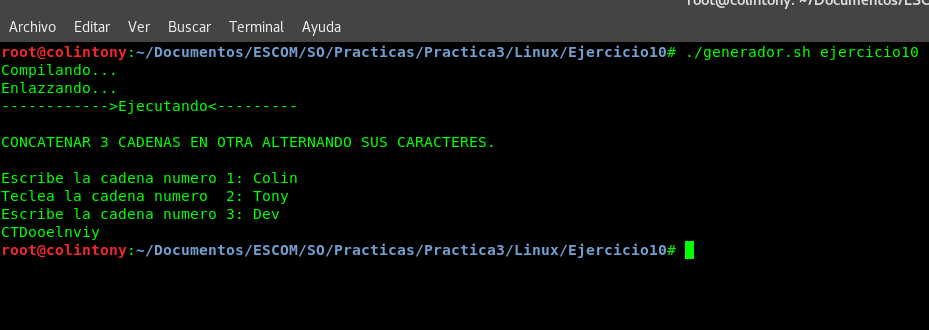 root@colintony: ~/Documentos/ESCO
Archivo Editar Ver Buscar Terminal Ayuda
root@colintony:~/Documentos/ESCOM/SO/Practicas/Practica3/Linux/Ejercicio10# ./generador.sh ejercicio10
Compilando...
Enlazzando...
------------>Ejecutando<---------
CONCATENAR 3 CADENAS EN OTRA ALTERNANDO SUS CARACTERES.
Escribe la cadena numero 1: Colin
Teclea la cadena numero  2: Tony
Escribe la cadena numero 3: Dev
CTDooelnviy
root@colintony:~/Documentos/ESCOM/SO/Practicas/Practica3/Linux/Ejercicio10#